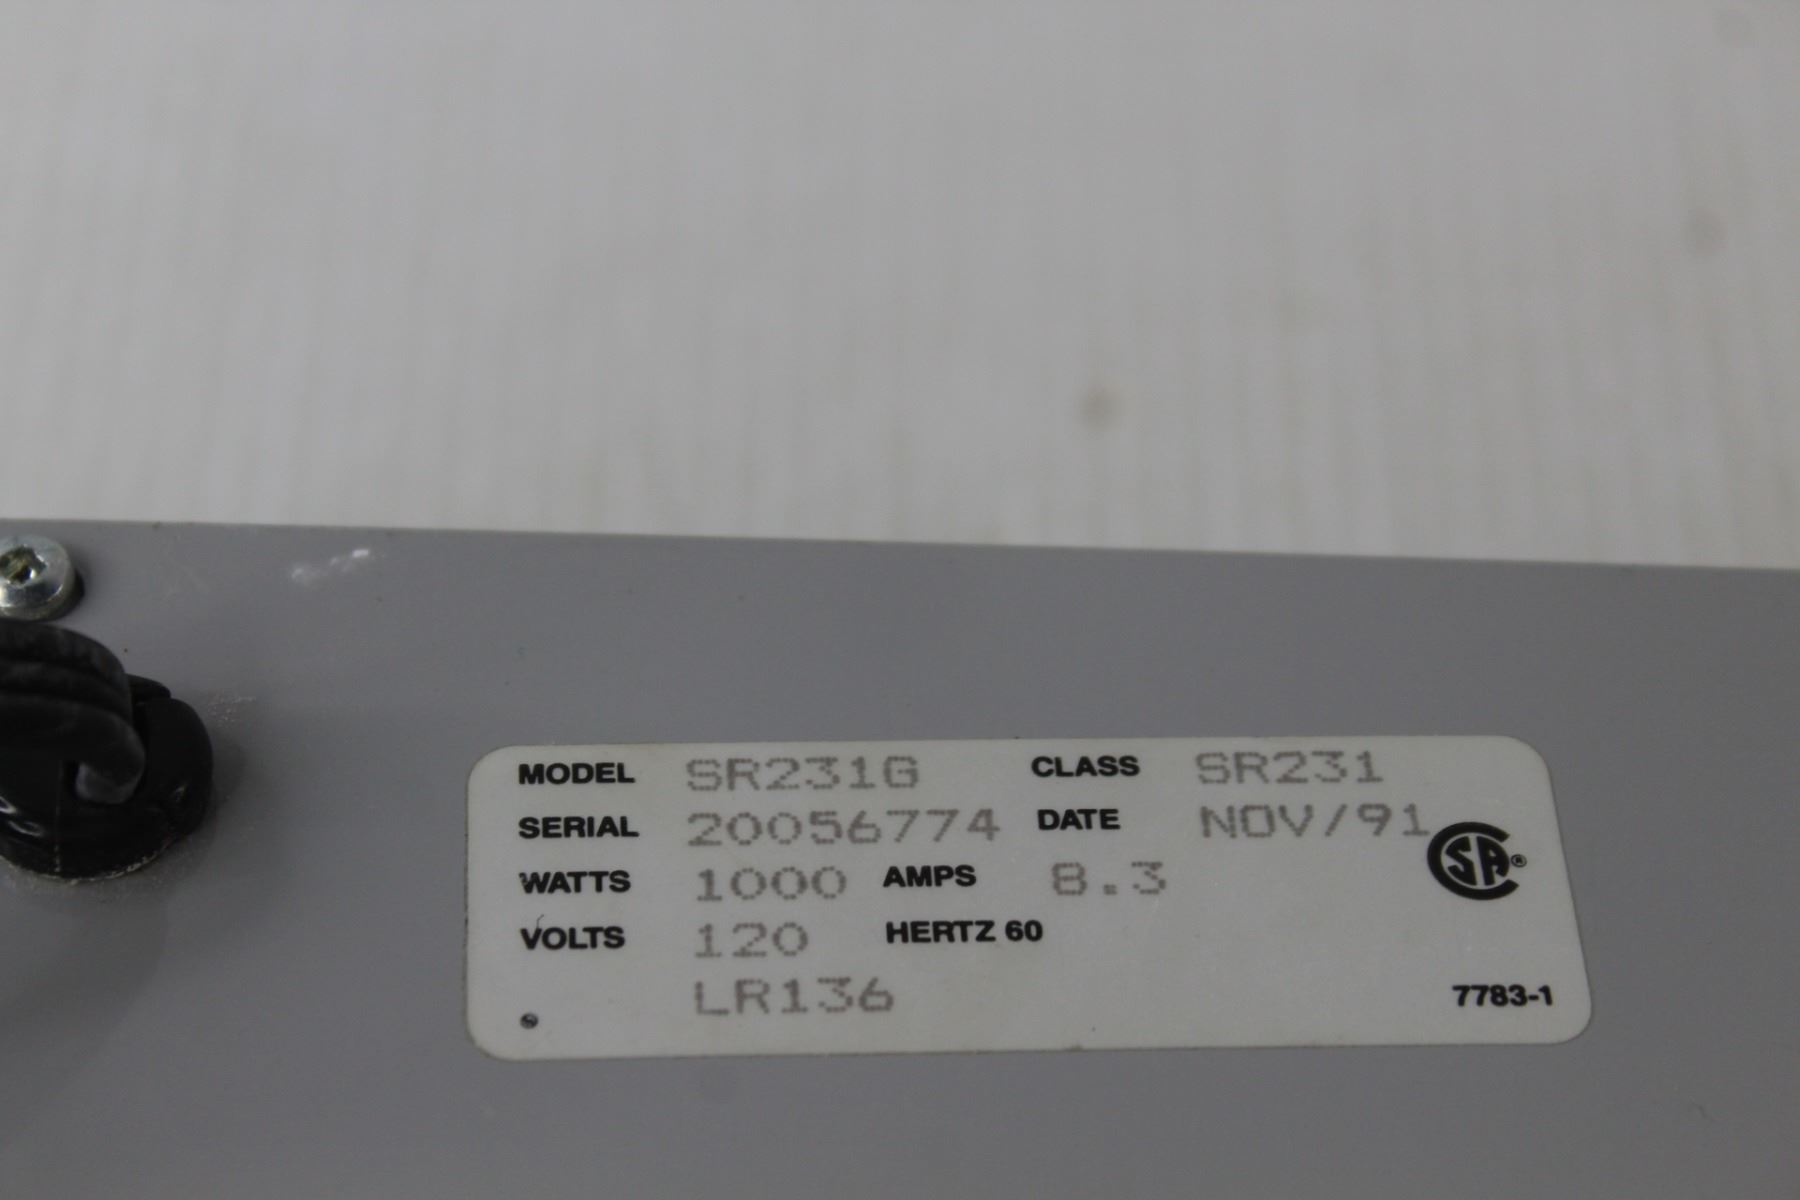 MODEL SR231G CLASS SR231
SERIAL 20056774 DATE NOV/91
WATTS 1000 AMPS 8.3
VOLTS 120 HERTZ 60
LR136
7783-1
CSA®